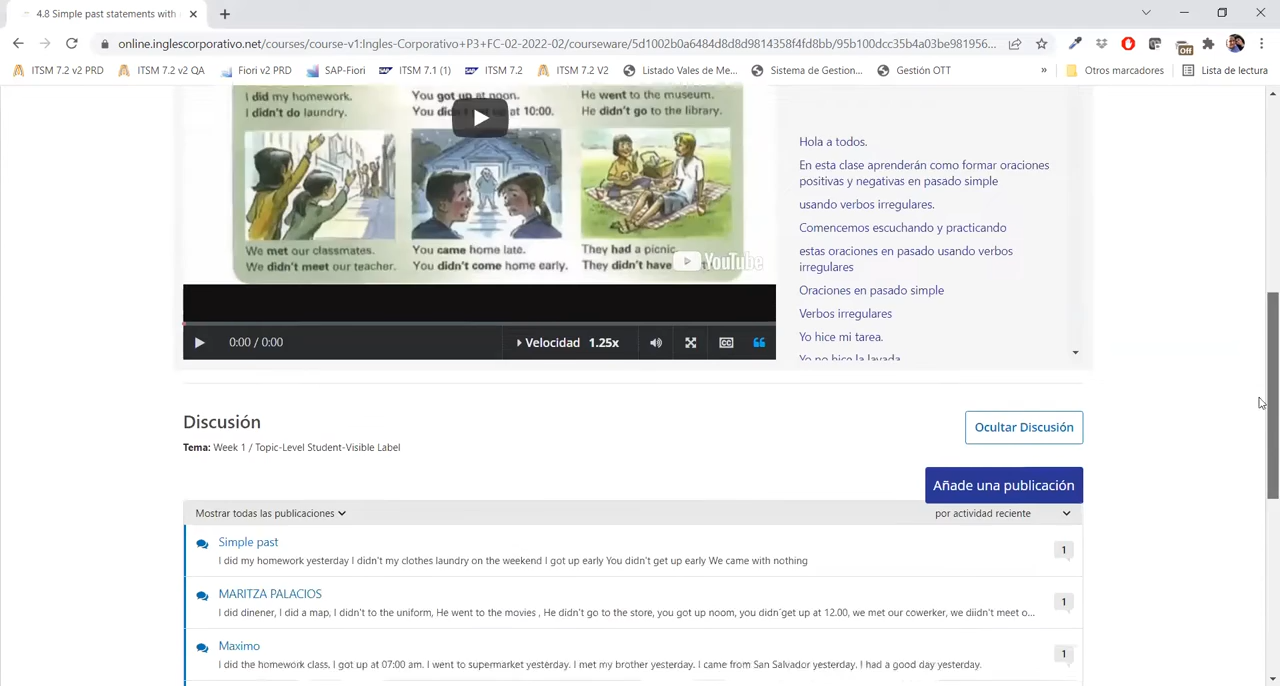 4.8 Simple past statements with
online.inglescorporativo.net/courses/course-v1:Ingles-Corporativo+P3+FC-02-2022-02/courseware/5d1002b0a6484d8d8d9814358f4fd8bb/95b100dcc35b4a03be981956...
Off
ITSM 7.2 v2 PRD
ITSM 7.2 v2 QA
Fiori v2 PRD
SAP-Fiori
ITSM 7.1 (1)
ITSM 7.2
ITSM 7.2 V2
Listado Vales de Me...
Sistema de Gestion...
Gestión OTT
»
Otros marcadores
Lista de lectura
I did my homework.
You got up at noon.
He went to the museum.
I didn't do laundry.
up at 10:00.
He didn't go to the library.
We met our classmates.
You came home late.
They had a picnic
We didn't meet our teacher.
You didn't come home early.
They didn't have
YouTube
Hola a todos.
En esta clase aprenderán como formar oraciones
positivas y negativas en pasado simple
usando verbos irregulares.
Comencemos escuchando y practicando
estas oraciones en pasado usando verbos
irregulares
Oraciones en pasado simple
Verbos irregulares
Yo hice mi tarea.
Yo no hice la lavada
0:00 / 0:00
Velocidad 1.25x
Discusión
Ocultar Discusión
Tema: Week 1 / Topic-Level Student-Visible Label
Añade una publicación
Mostrar todas las publicaciones
por actividad reciente
Simple past
1
I did my homework yesterday I didn't my clothes laundry on the weekend I got up early You didn't get up early We came with nothing
MARITZA PALACIOS
1
I did dinener, I did a map, I didn't to the uniform, He went to the movies , He didn't go to the store, you got up noom, you didn´get up at 12.00, we met our cowerker, we diidn't meet o...
Maximo
1
I did the homework class. I got up at 07:00 am. I went to supermarket yesterday. I met my brother yesterday. I came from San Salvador yesterday. I had a good day yesterday.